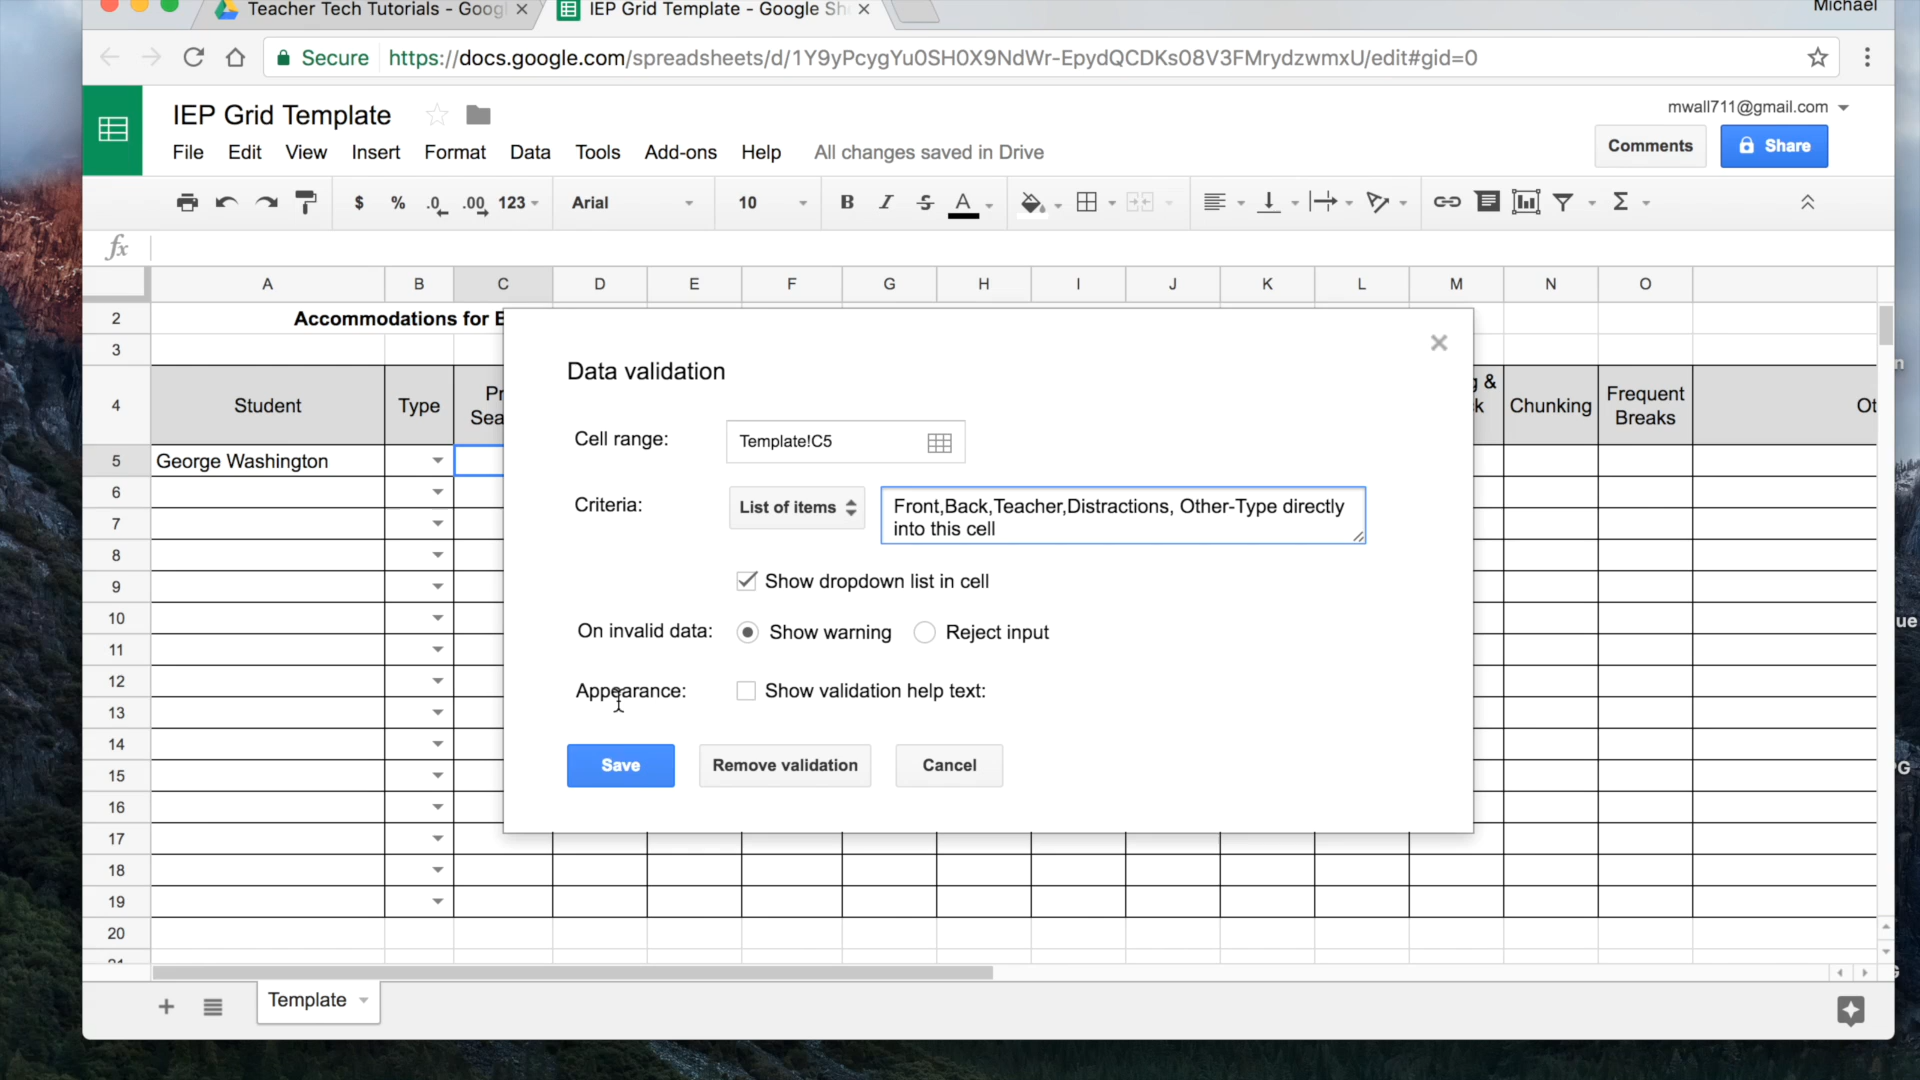 Michael
Teacher Tech Tutorials - Googl
IEP Grid Template - Google Sh
Secure
https://docs.google.com/spreadsheets/d/1Y9yPcygYu0SH0X9NdWr-EpydQCDKs08V3FMrydzwmxU/edit#gid=0
IEP Grid Template
mwall711@gmail.com
File Edit View Insert Format Data Tools Add-ons Help All changes saved in Drive
Comments
Share
$ % .0 .00 123 Arial 10 B I S A Σ
fx
A B C D E F G H I J K L M N O
2 Accommodations for B
3
4 Student Type Pr
Sea
g &
k
Chunking
Frequent
Breaks
Ot
5 George Washington
6
7
8
9
10
11
12
13
14
15
16
17
18
19
20
21
Data validation
Cell range: Template!C5
Criteria: List of items
Front,Back,Teacher,Distractions, Other-Type directly
into this cell
Show dropdown list in cell
On invalid data: Show warning Reject input
Appearance: Show validation help text:
Save Remove validation Cancel
Template
n
ue
G